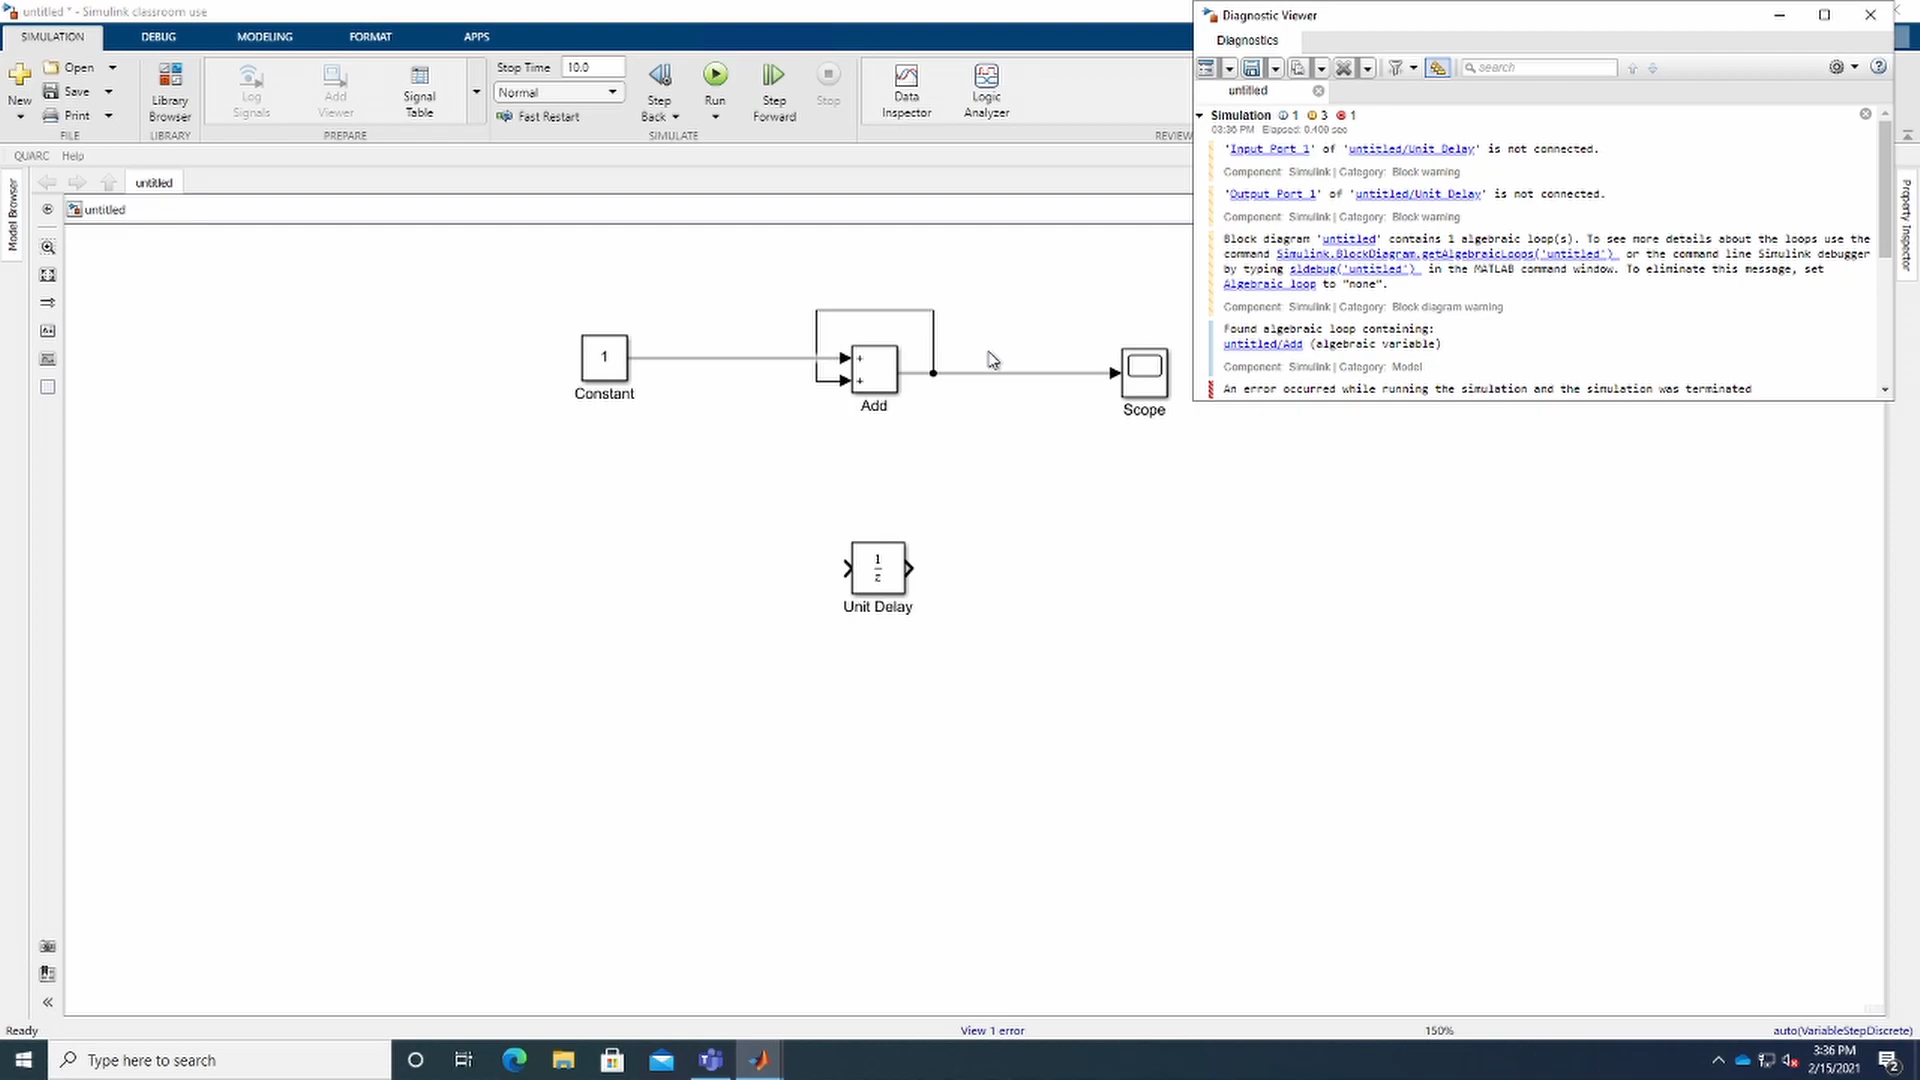 untitled * - Simulink classroom use
SIMULATION DEBUG MODELING FORMAT APPS
New
Open
Save
Print
FILE
Library
Browser
LIBRARY
Log
Signals
Add
Viewer
Signal
Table
PREPARE
Stop Time 10.0
Normal
Fast Restart
Step
Back
Run
Step
Forward
Stop
SIMULATE
Data
Inspector
Logic
Analyzer
REVIEW
QUARC Help
untitled
untitled
Model Browser
Property Inspector
1
Constant
+
+
Add
Scope
1
z
Unit Delay
Diagnostic Viewer
Diagnostics
search
untitled
Simulation 1 3 1
03:36 PM Elapsed: 0.400 sec
'Input Port 1' of 'untitled/Unit Delay' is not connected.
Component: Simulink | Category: Block warning
'Output Port 1' of 'untitled/Unit Delay' is not connected.
Component: Simulink | Category: Block warning
Block diagram 'untitled' contains 1 algebraic loop(s). To see more details about the loops use the
command Simulink.BlockDiagram.getAlgebraicLoops('untitled') or the command line Simulink debugger
by typing sldebug('untitled') in the MATLAB command window. To eliminate this message, set
Algebraic loop to "none".
Component: Simulink | Category: Block diagram warning
Found algebraic loop containing:
untitled/Add (algebraic variable)
Component: Simulink | Category: Model
An error occurred while running the simulation and the simulation was terminated
Ready
View 1 error
150%
auto(VariableStepDiscrete)
Type here to search
3:36 PM
2/15/2021
2